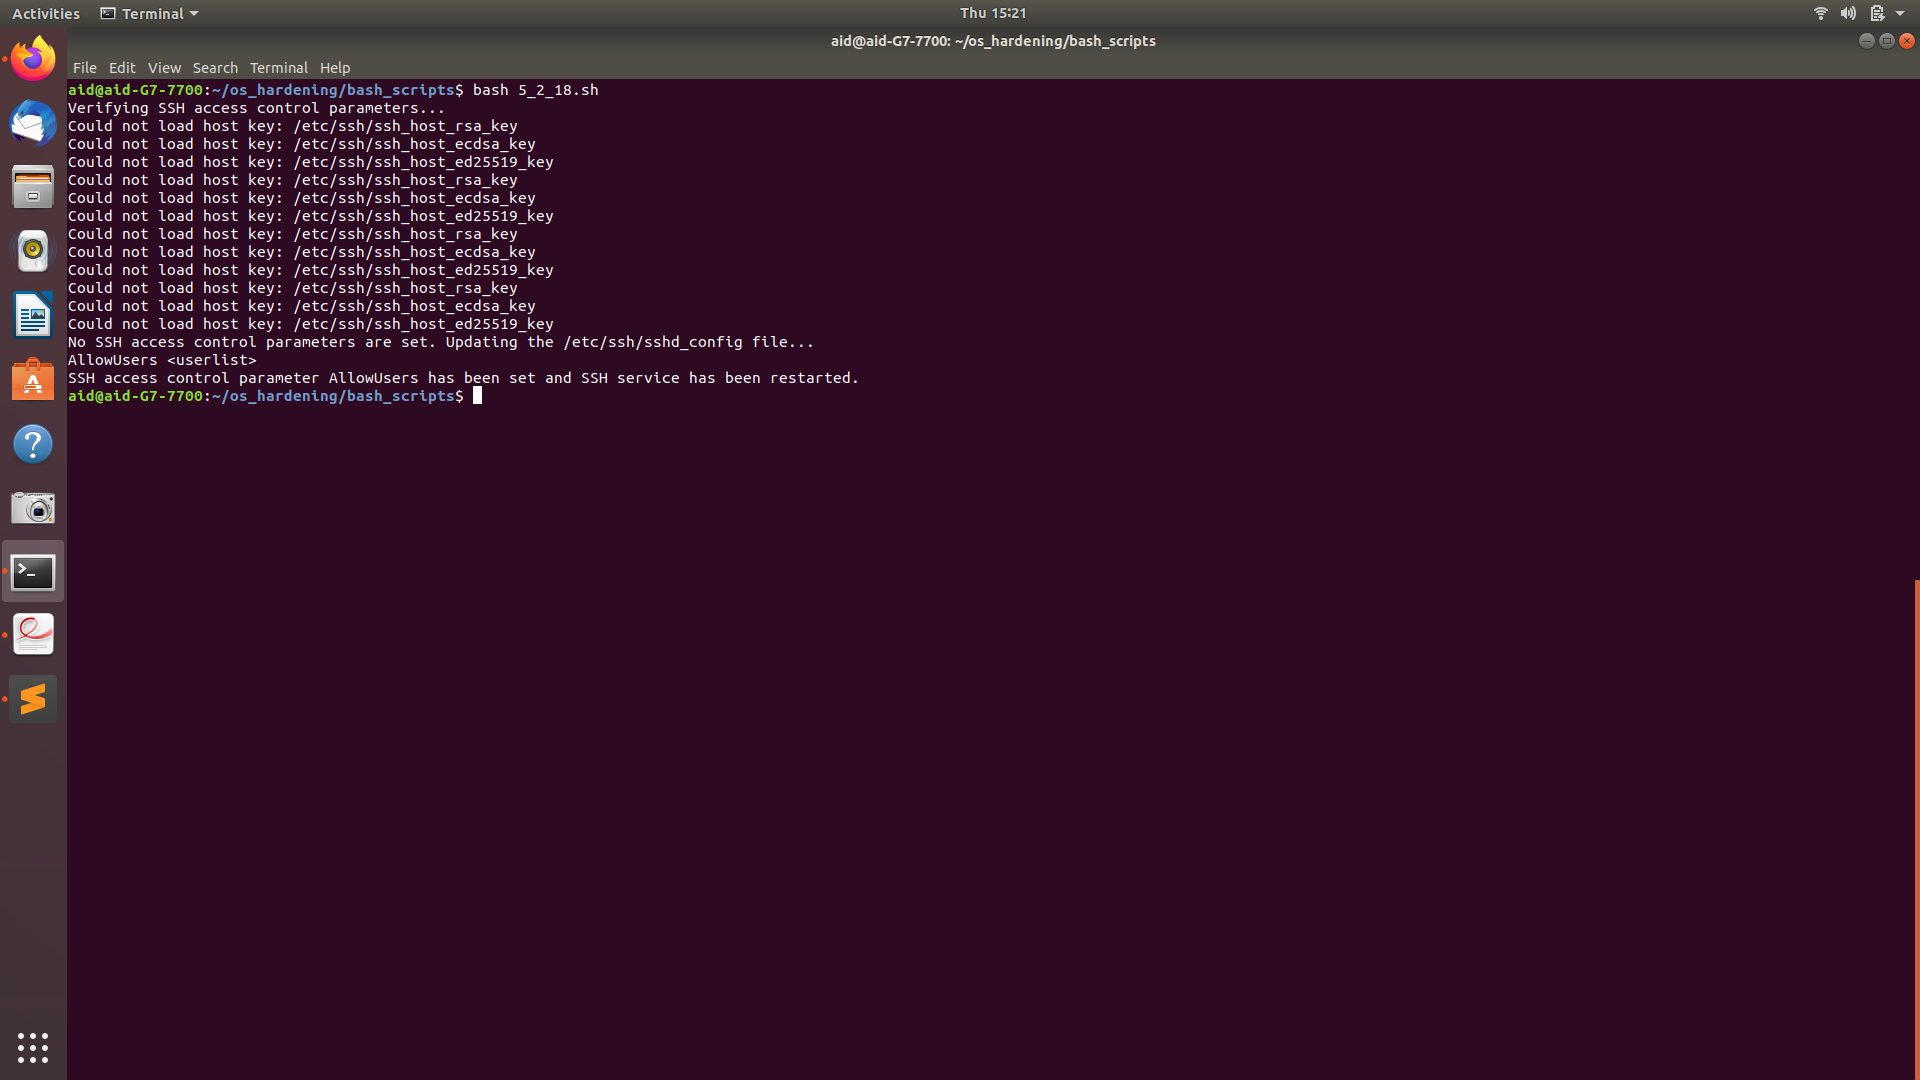 Activities Terminal Thu 15:21
aid@aid-G7-7700: ~/os_hardening/bash_scripts
File Edit View Search Terminal Help
aid@aid-G7-7700:~/os_hardening/bash_scripts$ bash 5_2_18.sh
Verifying SSH access control parameters...
Could not load host key: /etc/ssh/ssh_host_rsa_key
Could not load host key: /etc/ssh/ssh_host_ecdsa_key
Could not load host key: /etc/ssh/ssh_host_ed25519_key
Could not load host key: /etc/ssh/ssh_host_rsa_key
Could not load host key: /etc/ssh/ssh_host_ecdsa_key
Could not load host key: /etc/ssh/ssh_host_ed25519_key
Could not load host key: /etc/ssh/ssh_host_rsa_key
Could not load host key: /etc/ssh/ssh_host_ecdsa_key
Could not load host key: /etc/ssh/ssh_host_ed25519_key
Could not load host key: /etc/ssh/ssh_host_rsa_key
Could not load host key: /etc/ssh/ssh_host_ecdsa_key
Could not load host key: /etc/ssh/ssh_host_ed25519_key
No SSH access control parameters are set. Updating the /etc/ssh/sshd_config file...
AllowUsers <userlist>
SSH access control parameter AllowUsers has been set and SSH service has been restarted.
aid@aid-G7-7700:~/os_hardening/bash_scripts$